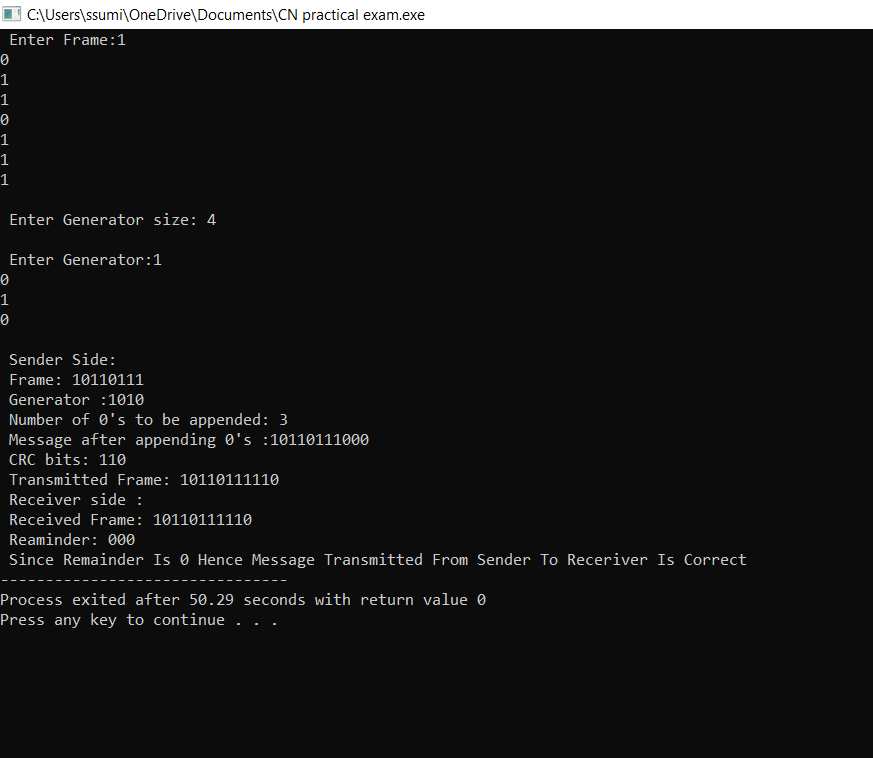 C:\Users\ssumi\OneDrive\Documents\CN practical exam.exe
Enter Frame:1
0
1
1
0
1
1
1
Enter Generator size: 4
Enter Generator:1
0
1
0
Sender Side:
Frame: 10110111
Generator :1010
Number of 0's to be appended: 3
Message after appending 0's :10110111000
CRC bits: 110
Transmitted Frame: 10110111110
Receiver side :
Received Frame: 10110111110
Reaminder: 000
Since Remainder Is 0 Hence Message Transmitted From Sender To Receriver Is Correct
--------------------------------
Process exited after 50.29 seconds with return value 0
Press any key to continue . . .